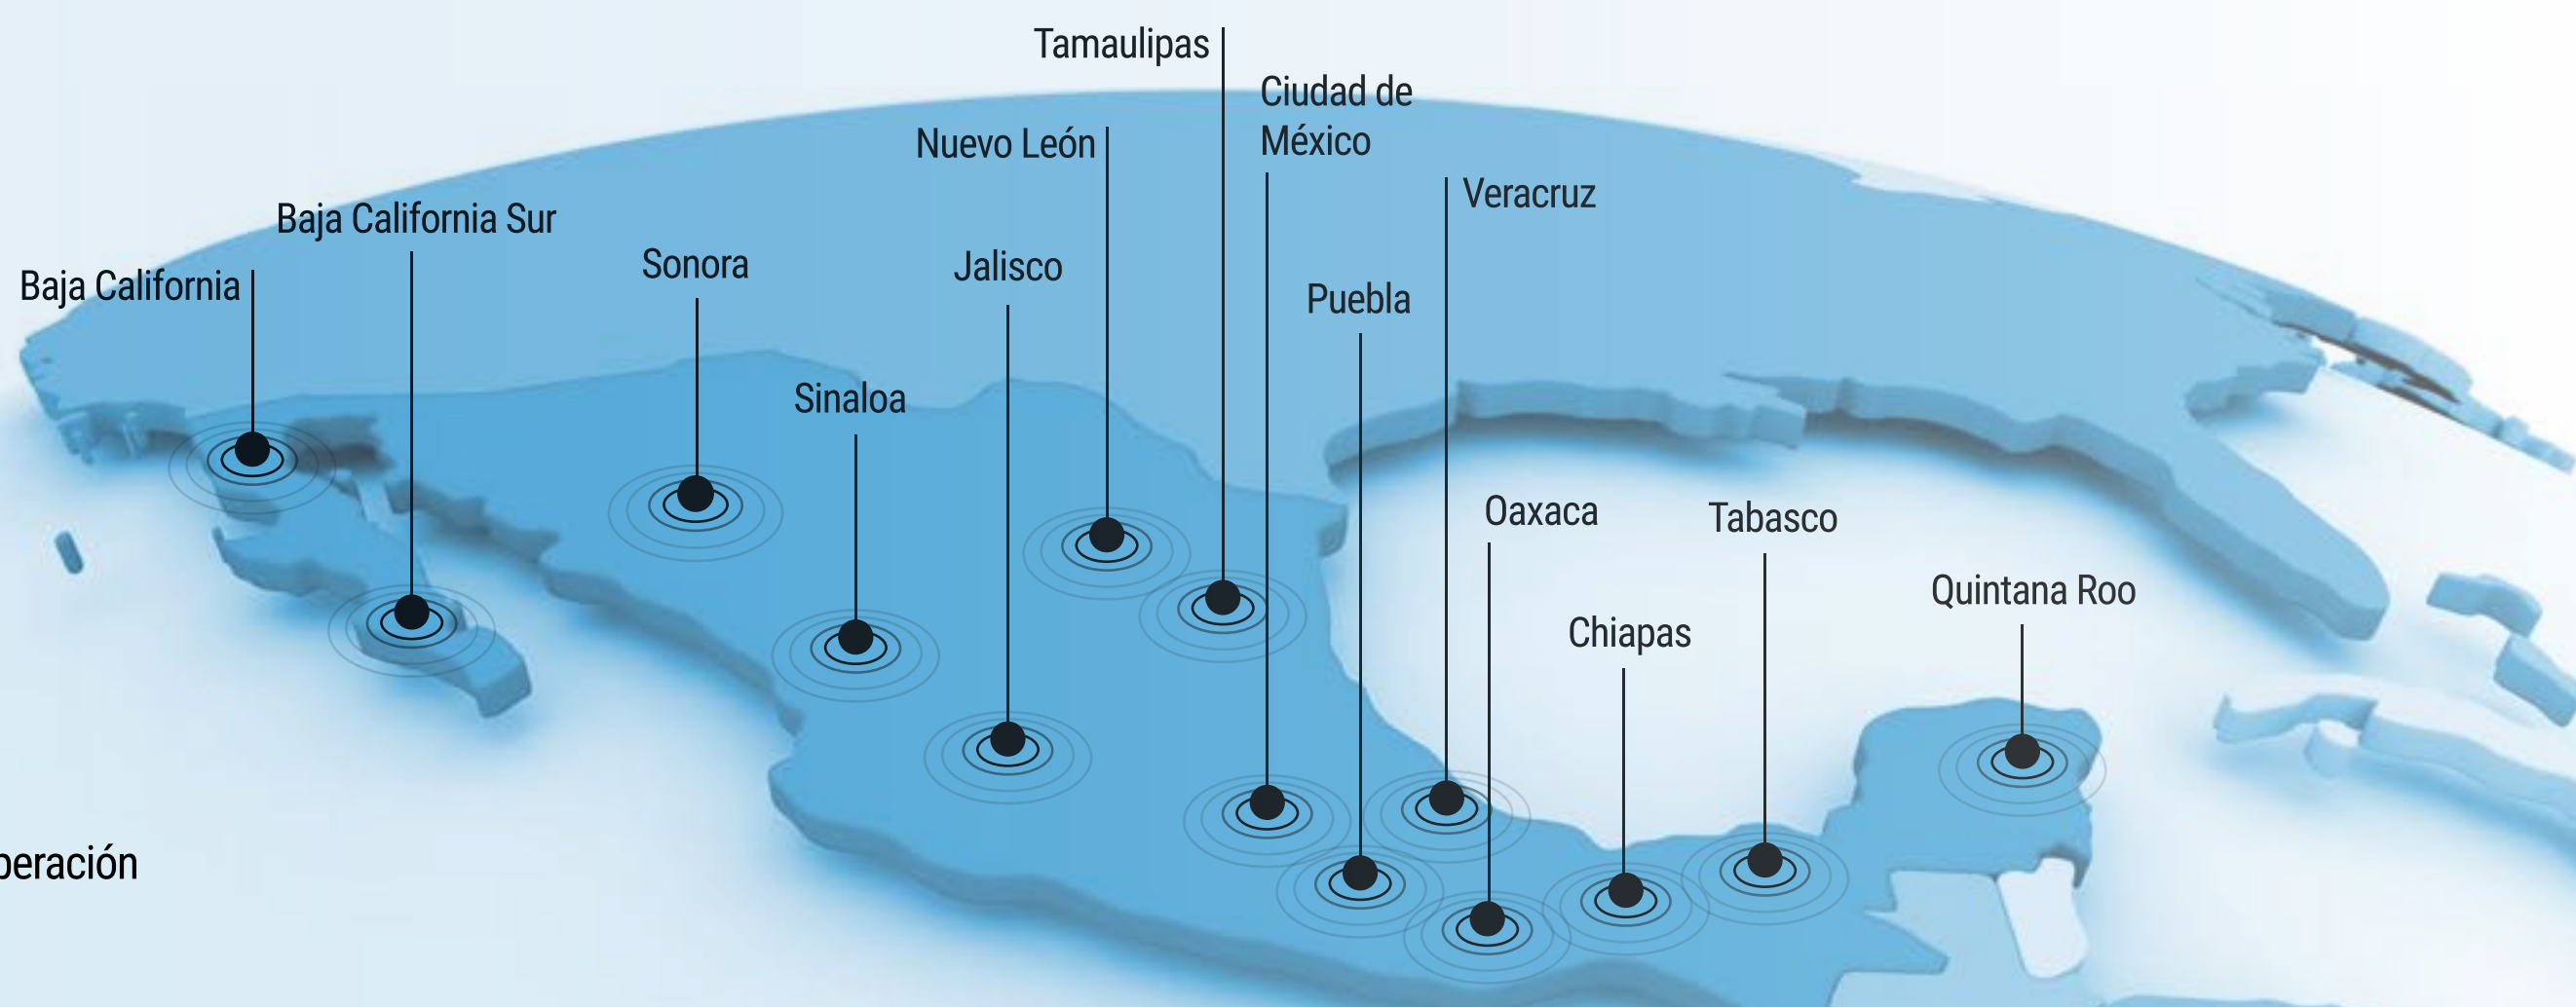 Tamaulipas
Ciudad de
México
Nuevo León
Veracruz
Baja California Sur
Sonora
Jalisco
Baja California
Puebla
Sinaloa
Oaxaca
Tabasco
Quintana Roo
Chiapas